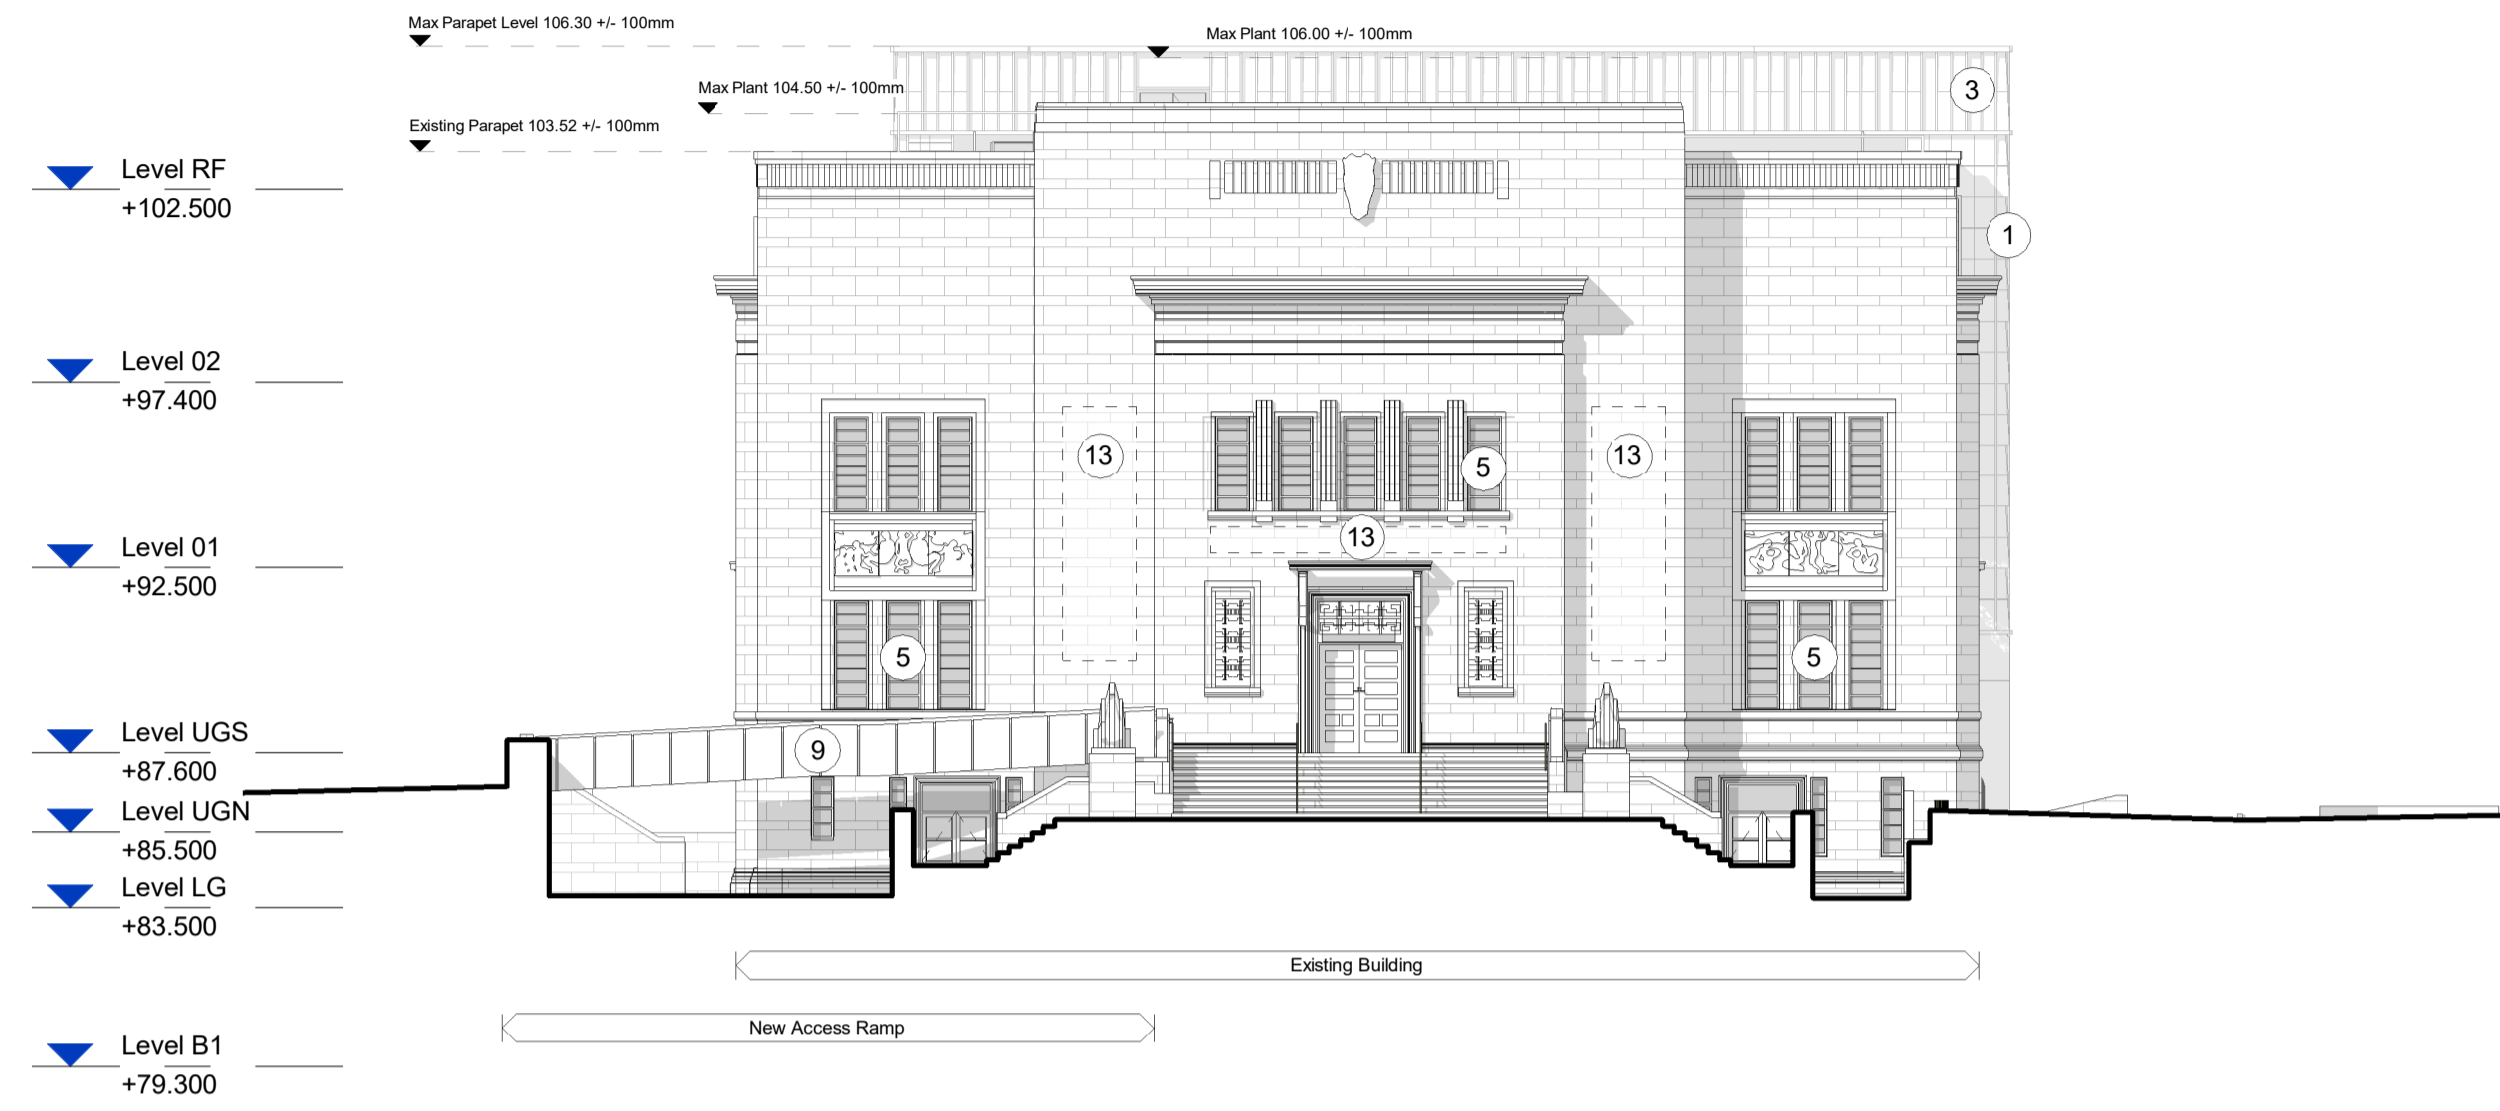 Max Parapet Level 106.30 +/- 100mm
Max Plant 106.00 +/- 100mm
Max Plant 104.50 +/- 100mm
3
Existing Parapet 103.52 +/- 100mm
Level RF
+102.500
1
Level 02
+97.400
13
5
13
13
Level 01
+92.500
5
5
Level UGS
9
+87.600
Level UGN
+85.500
Level LG
+83.500
Existing Building
New Access Ramp
Level B1
+79.300